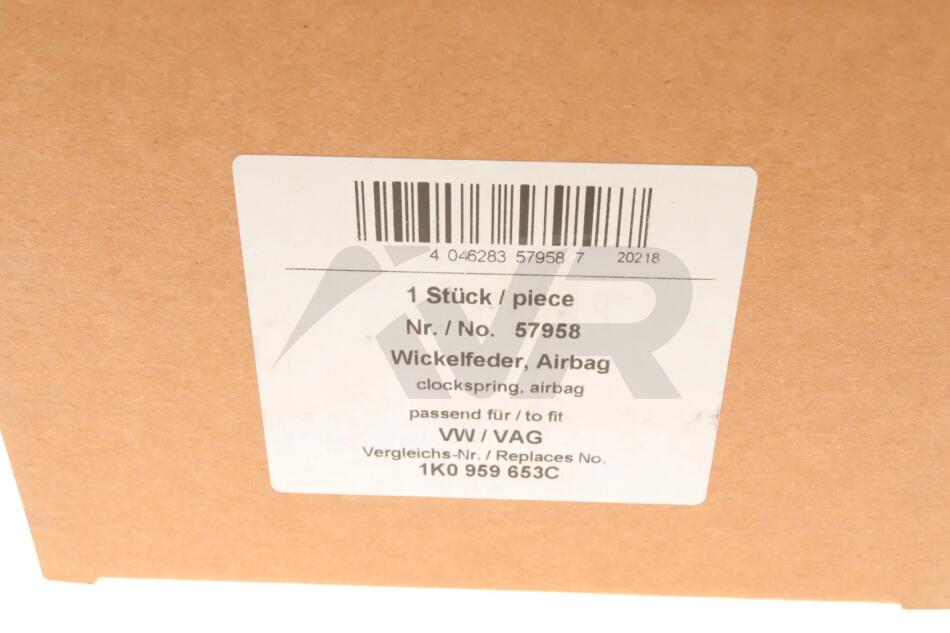 4 046283 57958 7 20218
1 Stück / piece
Nr. / No. 57958
Wickelfeder, Airbag
clockspring, airbag
passend für / to fit
VW / VAG
Vergleichs-Nr. / Replaces No.
1K0 959 653C